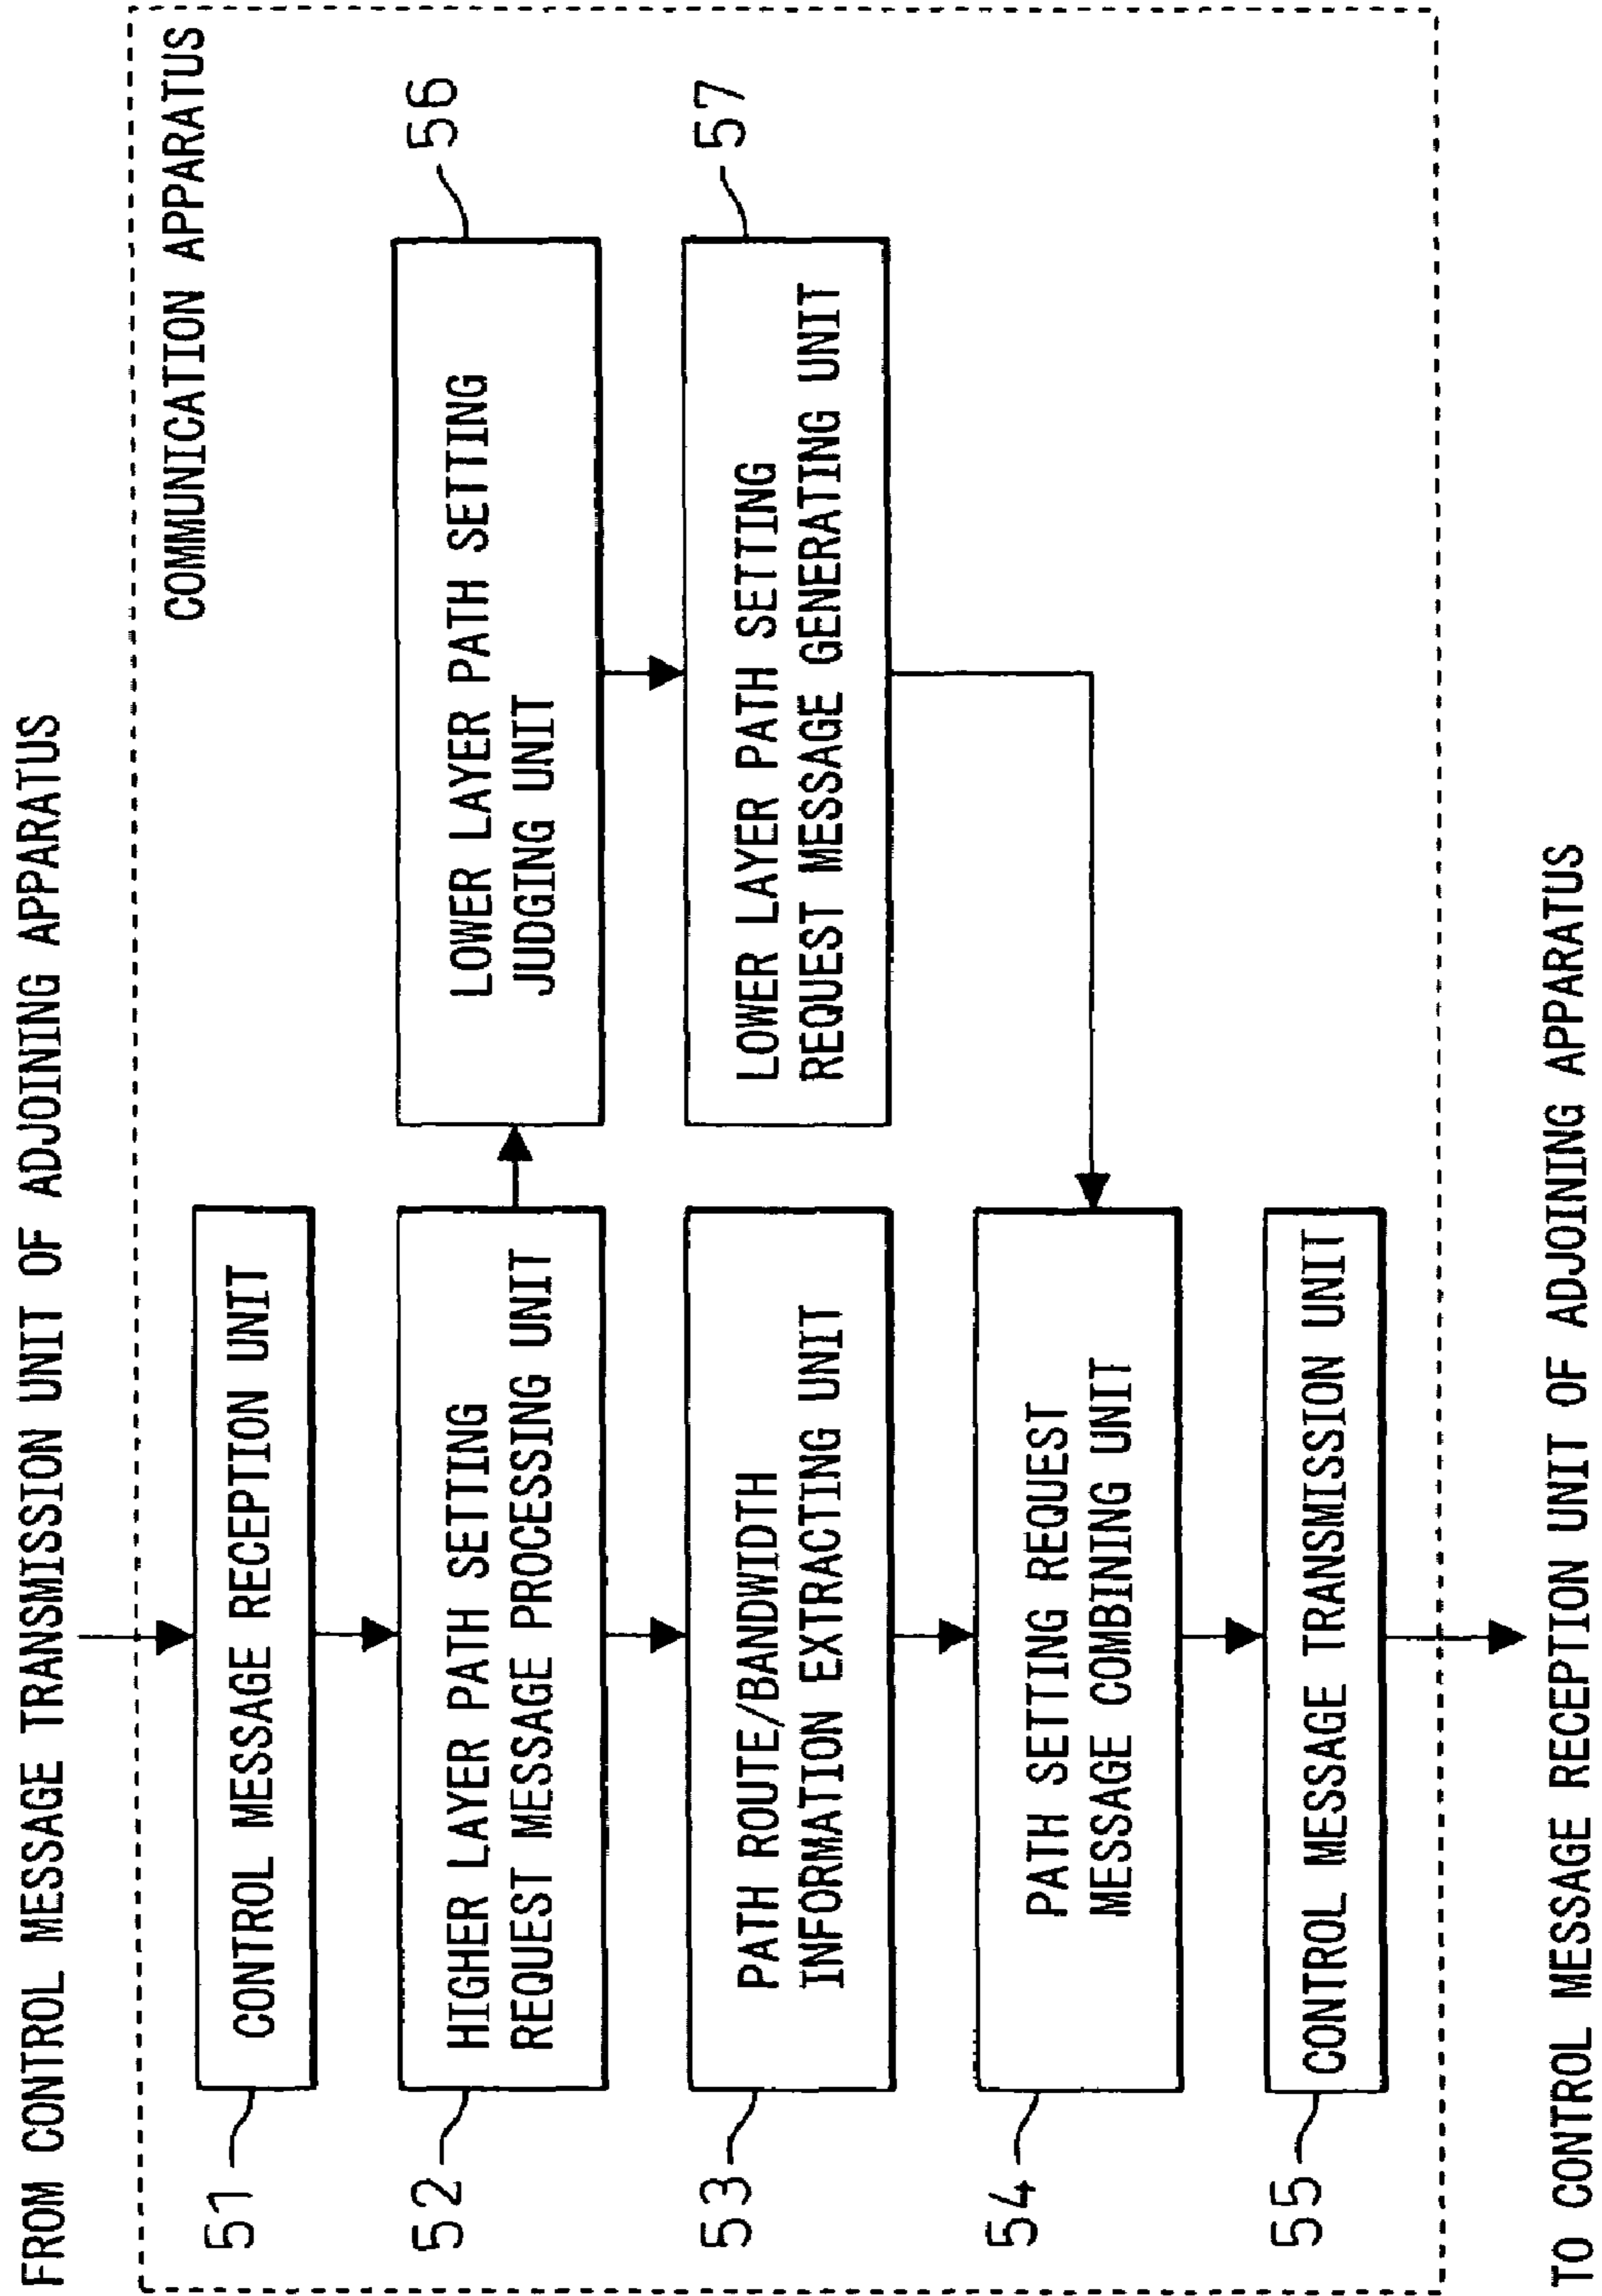 FROM CONTROL MESSAGE TRANSMISSION UNIT OF ADJOINING APPARATUS
COMMUNICATION APPARATUS
51
CONTROL MESSAGE RECEPTION UNIT
52
HIGHER LAYER PATH SETTING
REQUEST MESSAGE PROCESSING UNIT
LOWER LAYER PATH SETTING
JUDGING UNIT
56
53
PATH ROUTE/BANDWIDTH
INFORMATION EXTRACTING UNIT
LOWER LAYER PATH SETTING
REQUEST MESSAGE GENERATING UNIT
57
54
PATH SETTING REQUEST
MESSAGE COMBINING UNIT
55
CONTROL MESSAGE TRANSMISSION UNIT
TO CONTROL MESSAGE RECEPTION UNIT OF ADJOINING APPARATUS